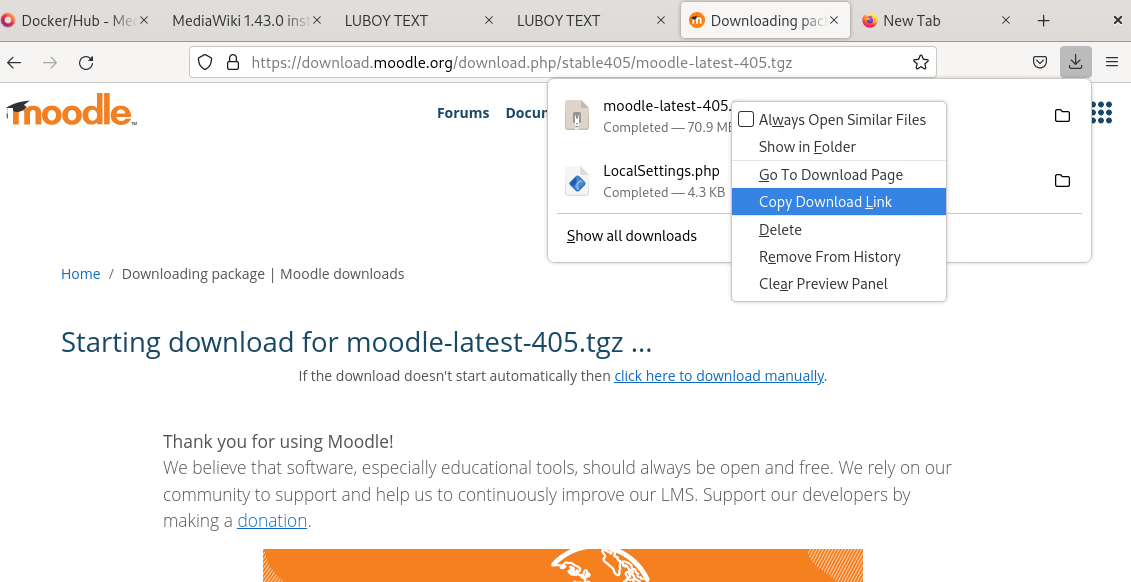 Docker/Hub - Med
MediaWiki 1.43.0 inst
LUBOY TEXT
LUBOY TEXT
Downloading pac
New Tab
https://download.moodle.org/download.php/stable405/moodle-latest-405.tgz
moodle
Forums
Docum
moodle-latest-405.
Completed — 70.9 MB
LocalSettings.php
Completed — 4.3 KB
Show all downloads
Always Open Similar Files
Show in Folder
Go To Download Page
Copy Download Link
Delete
Remove From History
Clear Preview Panel
Home / Downloading package | Moodle downloads
Starting download for moodle-latest-405.tgz ...
If the download doesn't start automatically then click here to download manually.
Thank you for using Moodle!
We believe that software, especially educational tools, should always be open and free. We rely on our
community to support and help us to continuously improve our LMS. Support our developers by
making a donation.